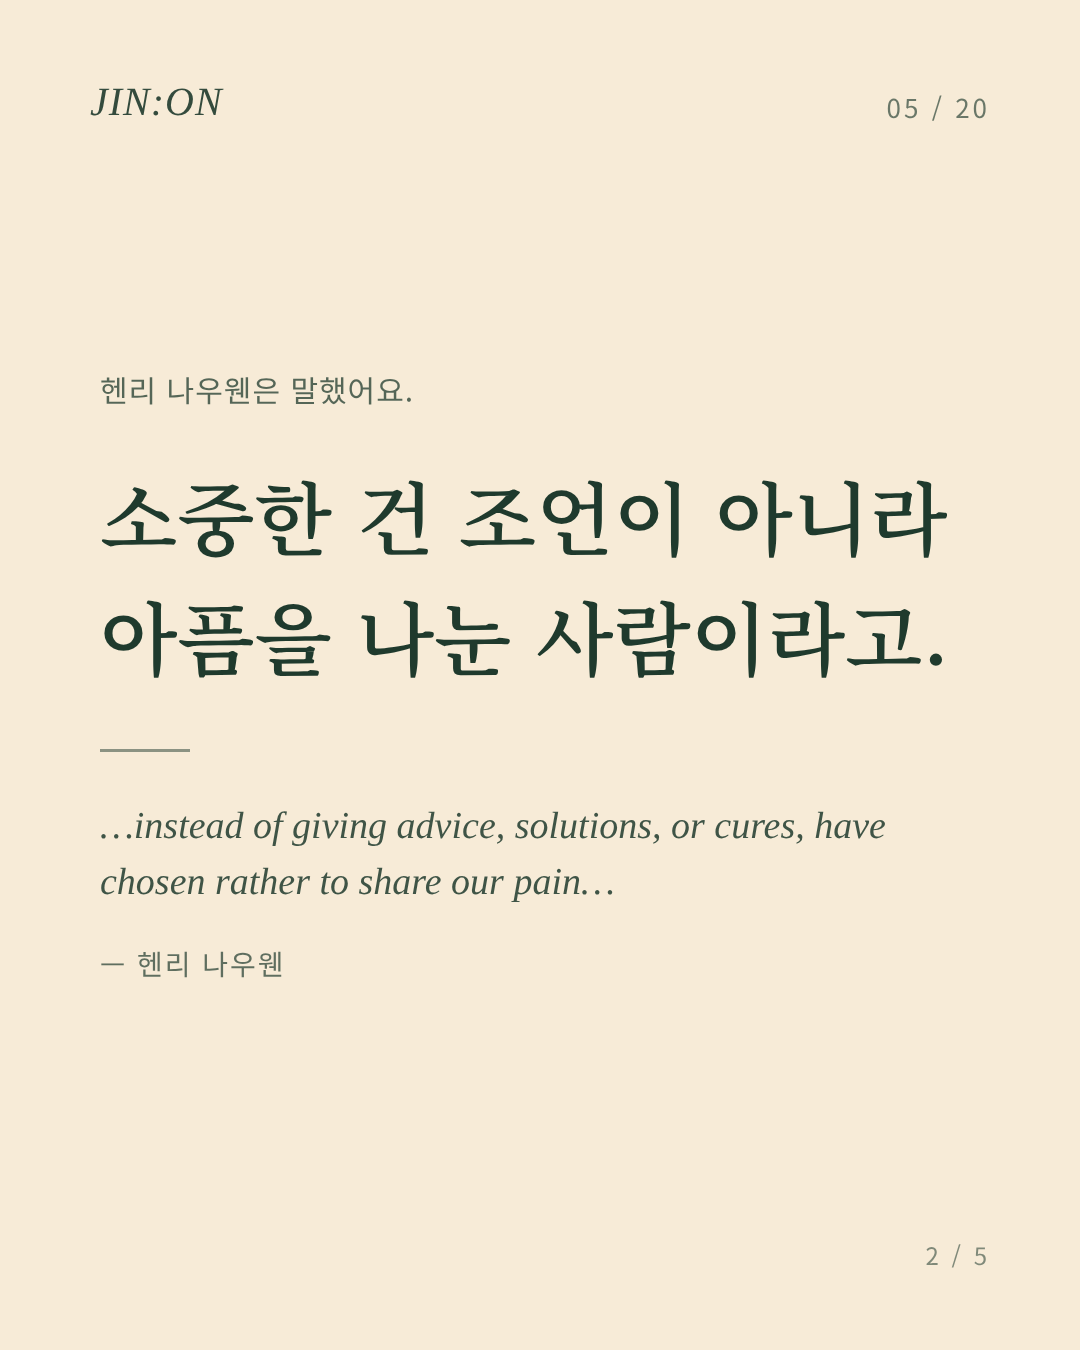 JIN:ON
05 / 20
헨리 나우웬은 말했어요.
소중한 건 조언이 아니라
아픔을 나눈 사람이라고.
…instead of giving advice, solutions, or cures, have
chosen rather to share our pain…
— 헨리 나우웬
2 / 5